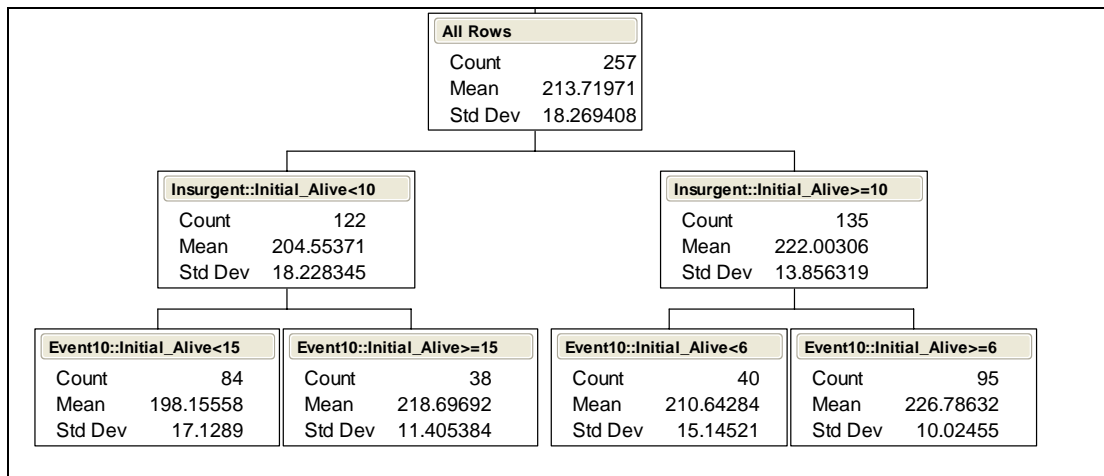 All Rows
Count 257
Mean 213.71971
Std Dev 18.269408
Insurgent::Initial_Alive<10
Count 122
Mean 204.55371
Std Dev 18.228345
Insurgent::Initial_Alive>=10
Count 135
Mean 222.00306
Std Dev 13.856319
Event10::Initial_Alive<15
Count 84
Mean 198.15558
Std Dev 17.1289
Event10::Initial_Alive>=15
Count 38
Mean 218.69692
Std Dev 11.405384
Event10::Initial_Alive<6
Count 40
Mean 210.64284
Std Dev 15.14521
Event10::Initial_Alive>=6
Count 95
Mean 226.78632
Std Dev 10.02455